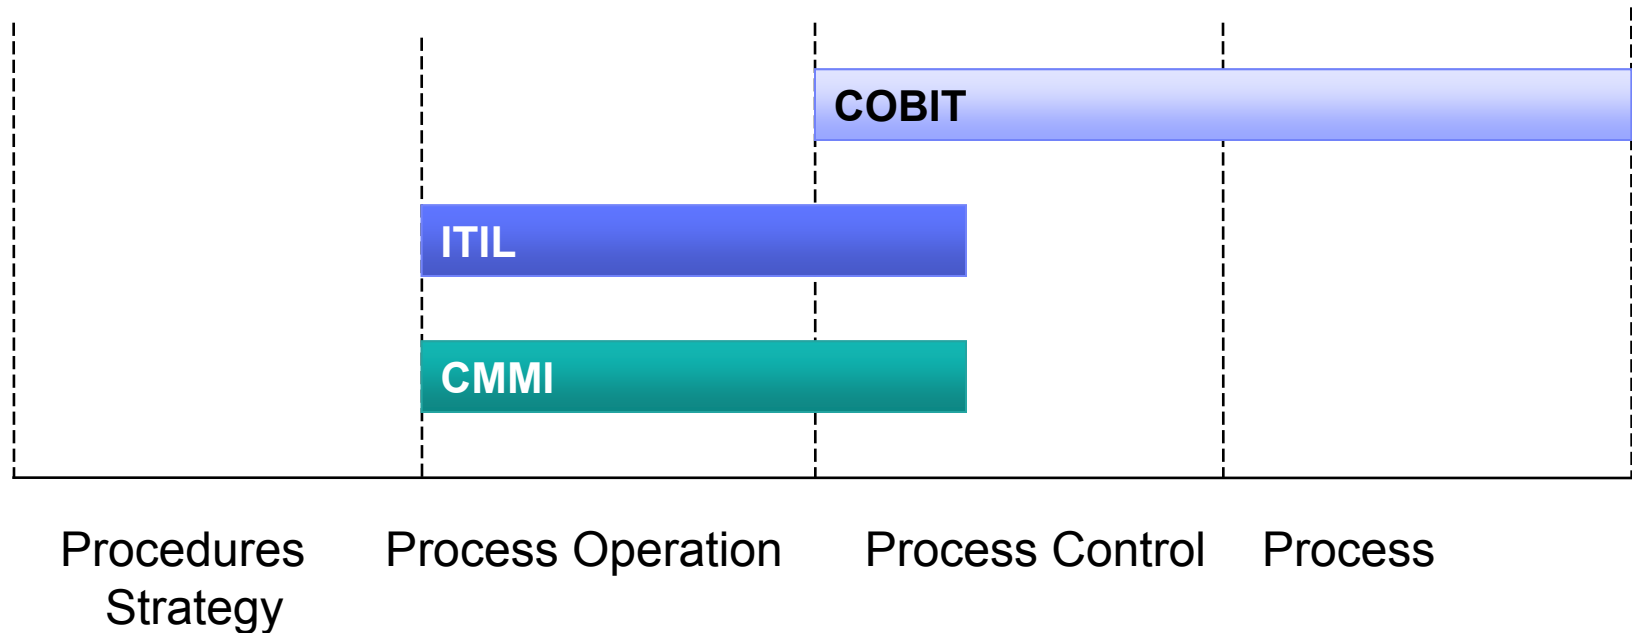 COBIT
ITIL
CMMI
Procedures Process Operation Process Control Process
Strategy